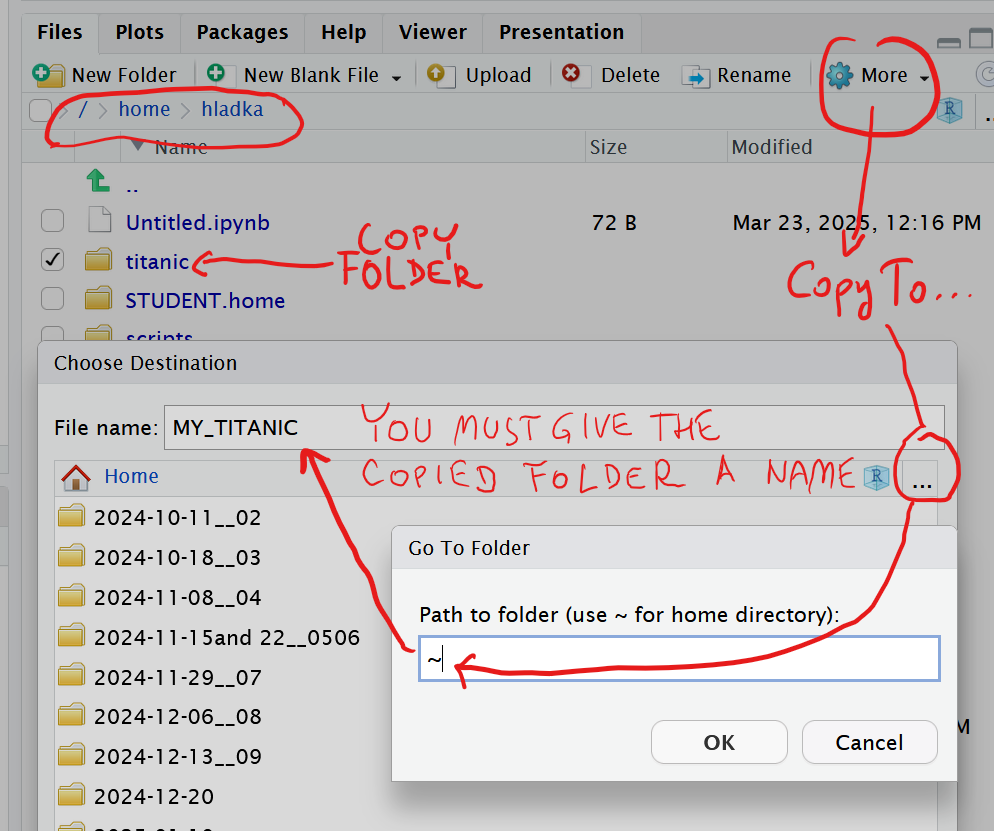 Files Plots Packages Help Viewer Presentation
New Folder New Blank File Upload Delete Rename More
/ home hladka R ..
Name Size Modified
..
Untitled.ipynb 72 B Mar 23, 2025, 12:16 PM
COPY
FOLDER
titanic
Copy To...
STUDENT.home
scripts
Choose Destination
File name: MY_TITANIC
YOU MUST GIVE THE
COPIED FOLDER A NAME
Home R ...
2024-10-11__02
2024-10-18__03
2024-11-08__04
2024-11-15and 22__0506
2024-11-29__07
2024-12-06__08
2024-12-13__09
2024-12-20
Go To Folder
Path to folder (use ~ for home directory):
~
OK Cancel
M